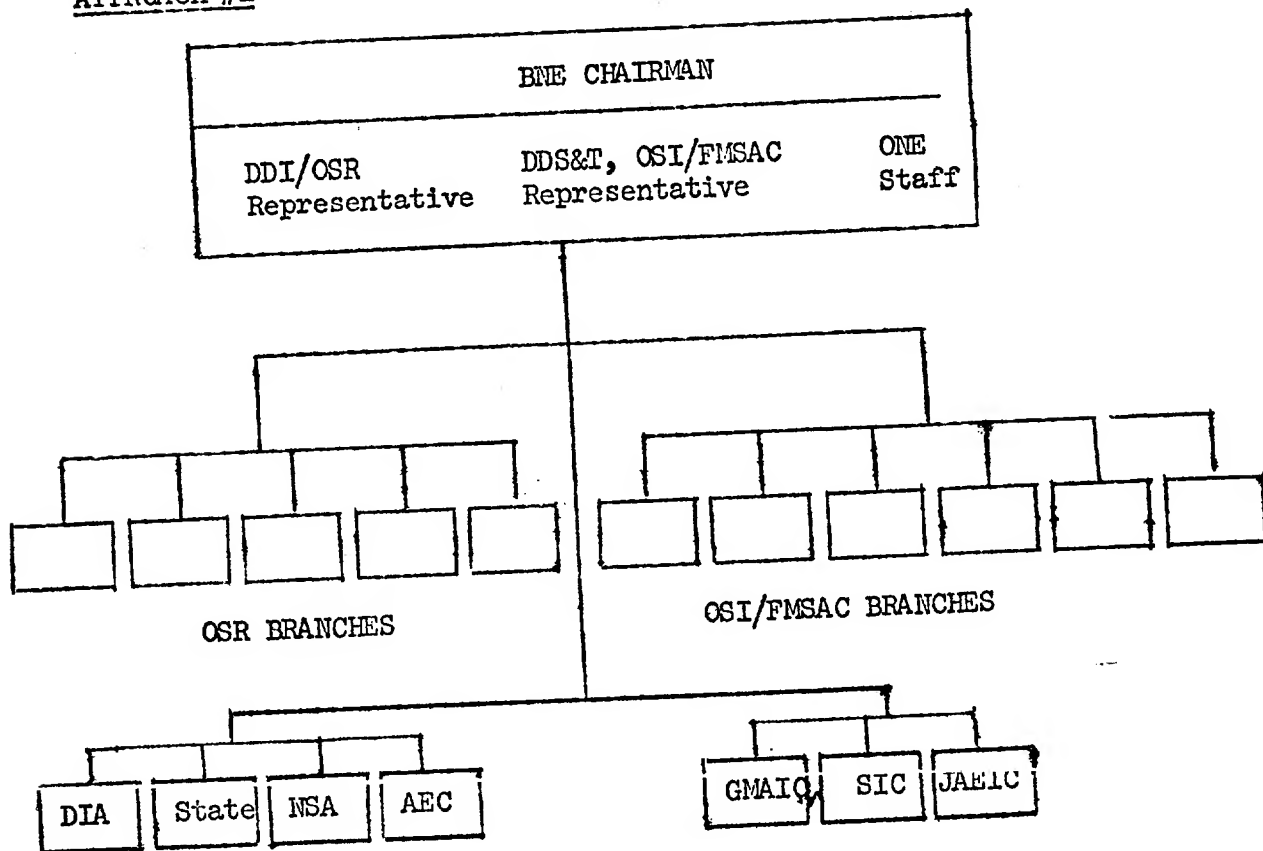 BNE CHAIRMAN
DDI/OSR DDS&T, OSI/FMSAC ONE
Representative Representative Staff
OSR BRANCHES OSI/FMSAC BRANCHES
DIA State NSA AEC GMAIC SIC JAEIC